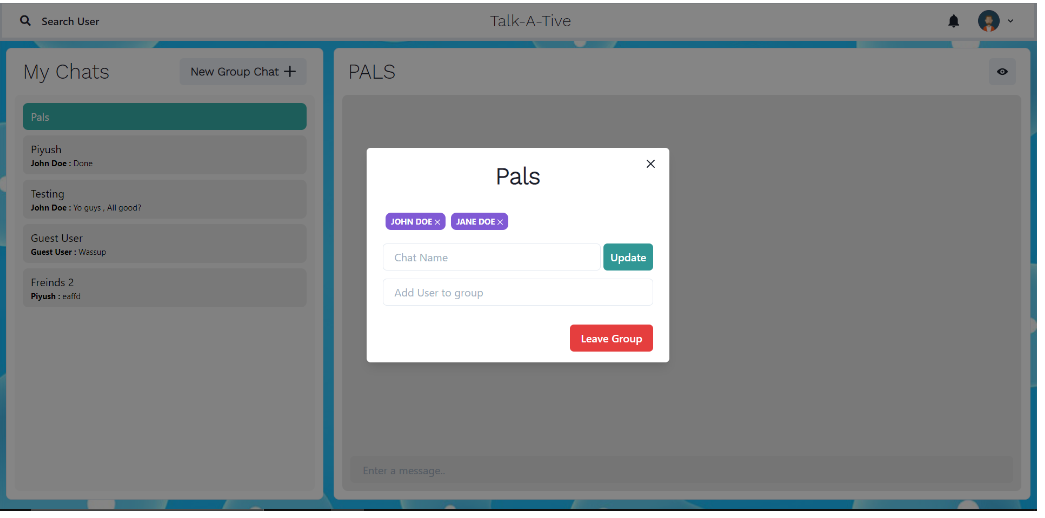 Search User
Talk-A-Tive
My Chats
New Group Chat +
PALS
Pals
Piyush
John Doe : Done
Testing
John Doe : Yo guys , All good?
Guest User
Guest User : Wassup
Freinds 2
Piyush : eaffd
Pals
JOHN DOE × JANE DOE ×
Chat Name
Update
Add User to group
Leave Group
Enter a message..